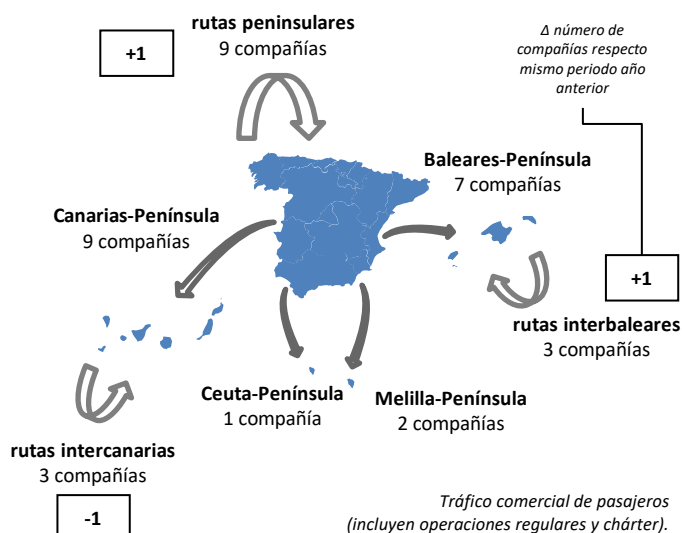 rutas peninsulares
9 compañías
+1
Δ número de
compañías respecto
mismo periodo año
anterior
Baleares-Península
7 compañías
Canarias-Península
9 compañías
+1
rutas interbaleares
3 compañías
Ceuta-Península
1 compañía
Melilla-Península
2 compañías
rutas intercanarias
3 compañías
-1
Tráfico comercial de pasajeros
(incluyen operaciones regulares y chárter).